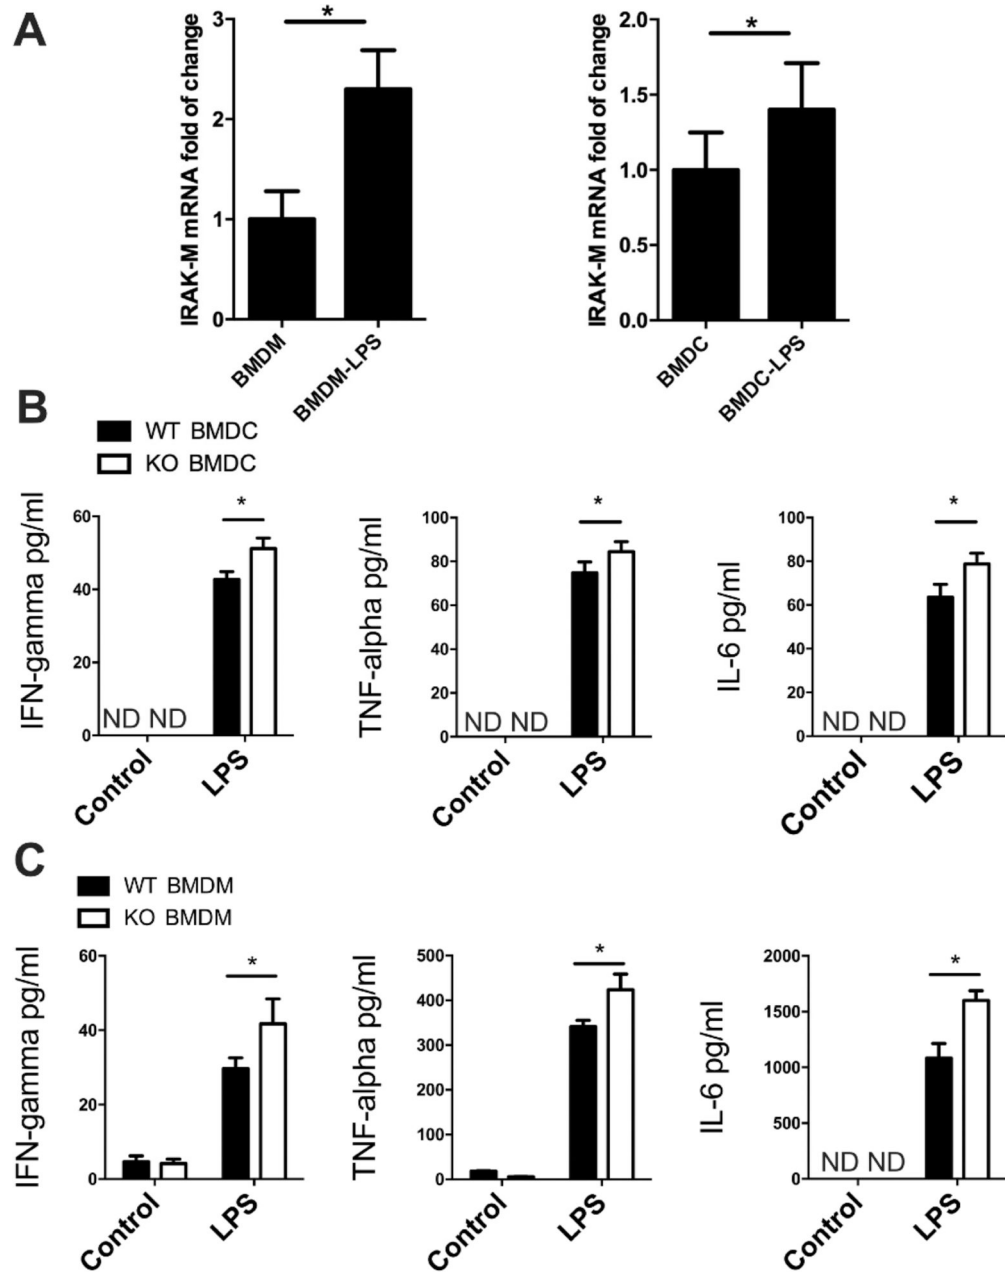 A
IRAK-M mRNA fold of change
3
2
1
0
*
BMDM
BMDM-LPS
IRAK-M mRNA fold of change
2.0
1.5
1.0
0.5
0.0
*
BMDC
BMDC-LPS
B
WT BMDC
KO BMDC
IFN-gamma pg/ml
60
40
20
0
*
ND ND
Control
LPS
TNF-alpha pg/ml
100
80
60
40
20
0
*
ND ND
Control
LPS
IL-6 pg/ml
100
80
60
40
20
0
*
ND ND
Control
LPS
C
WT BMDM
KO BMDM
IFN-gamma pg/ml
60
40
20
0
*
Control
LPS
TNF-alpha pg/ml
500
400
300
200
100
0
*
Control
LPS
IL-6 pg/ml
2000
1500
1000
500
0
*
ND ND
Control
LPS